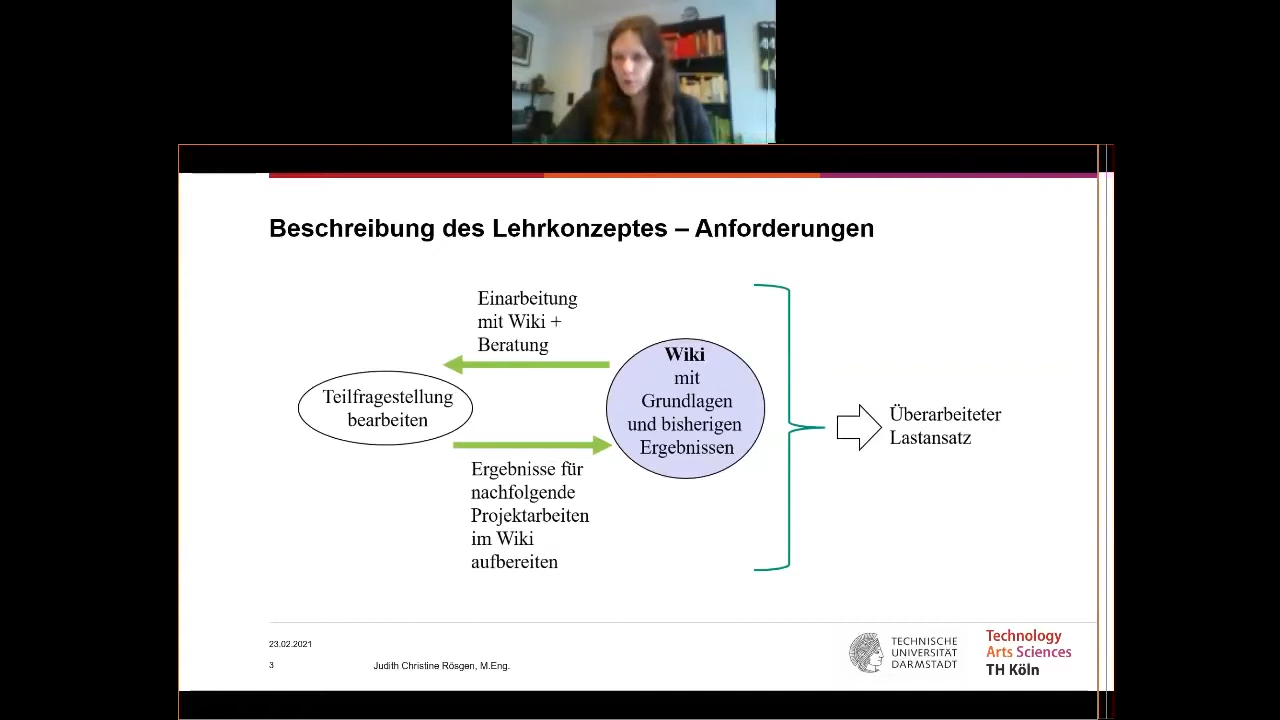 Beschreibung des Lehrkonzeptes – Anforderungen
Einarbeitung
mit Wiki +
Beratung
Teilfragestellung
bearbeiten
Wiki
mit
Grundlagen
und bisherigen
Ergebnissen
Ergebnisse für
nachfolgende
Projektarbeiten
im Wiki
aufbereiten
Überarbeiteter
Lastansatz
23.02.2021
3
Judith Christine Rösgen, M.Eng.
TECHNISCHE
UNIVERSITÄT
DARMSTADT
Technology
Arts Sciences
TH Köln